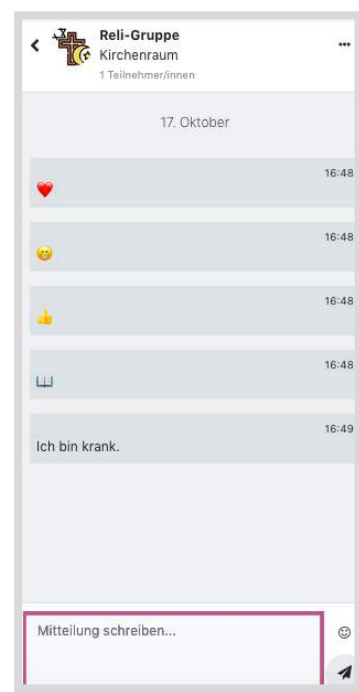 Reli-Gruppe
Kirchenraum
1 Teilnehmer/innen
17. Oktober
16:48
❤️
16:48
😁
16:48
👍
16:48
📖
16:49
Ich bin krank.
Mitteilung schreiben...